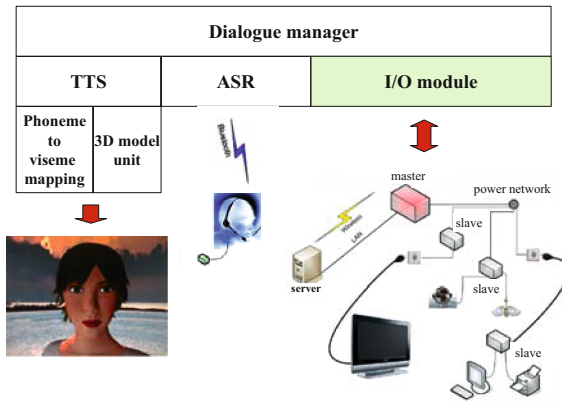 Dialogue manager
TTS
ASR
I/O module
Phoneme
to
viseme
mapping
3D model
unit
Bluetooth
master
power network
slave
Wireless
LAN
server
slave
slave